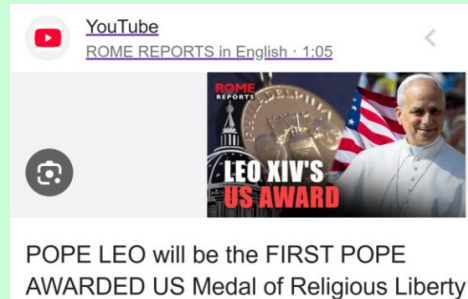 YouTube
ROME REPORTS in English · 1:05
ROME
REPORTS
LEO XIV'S
US AWARD
POPE LEO will be the FIRST POPE
AWARDED US Medal of Religious Liberty